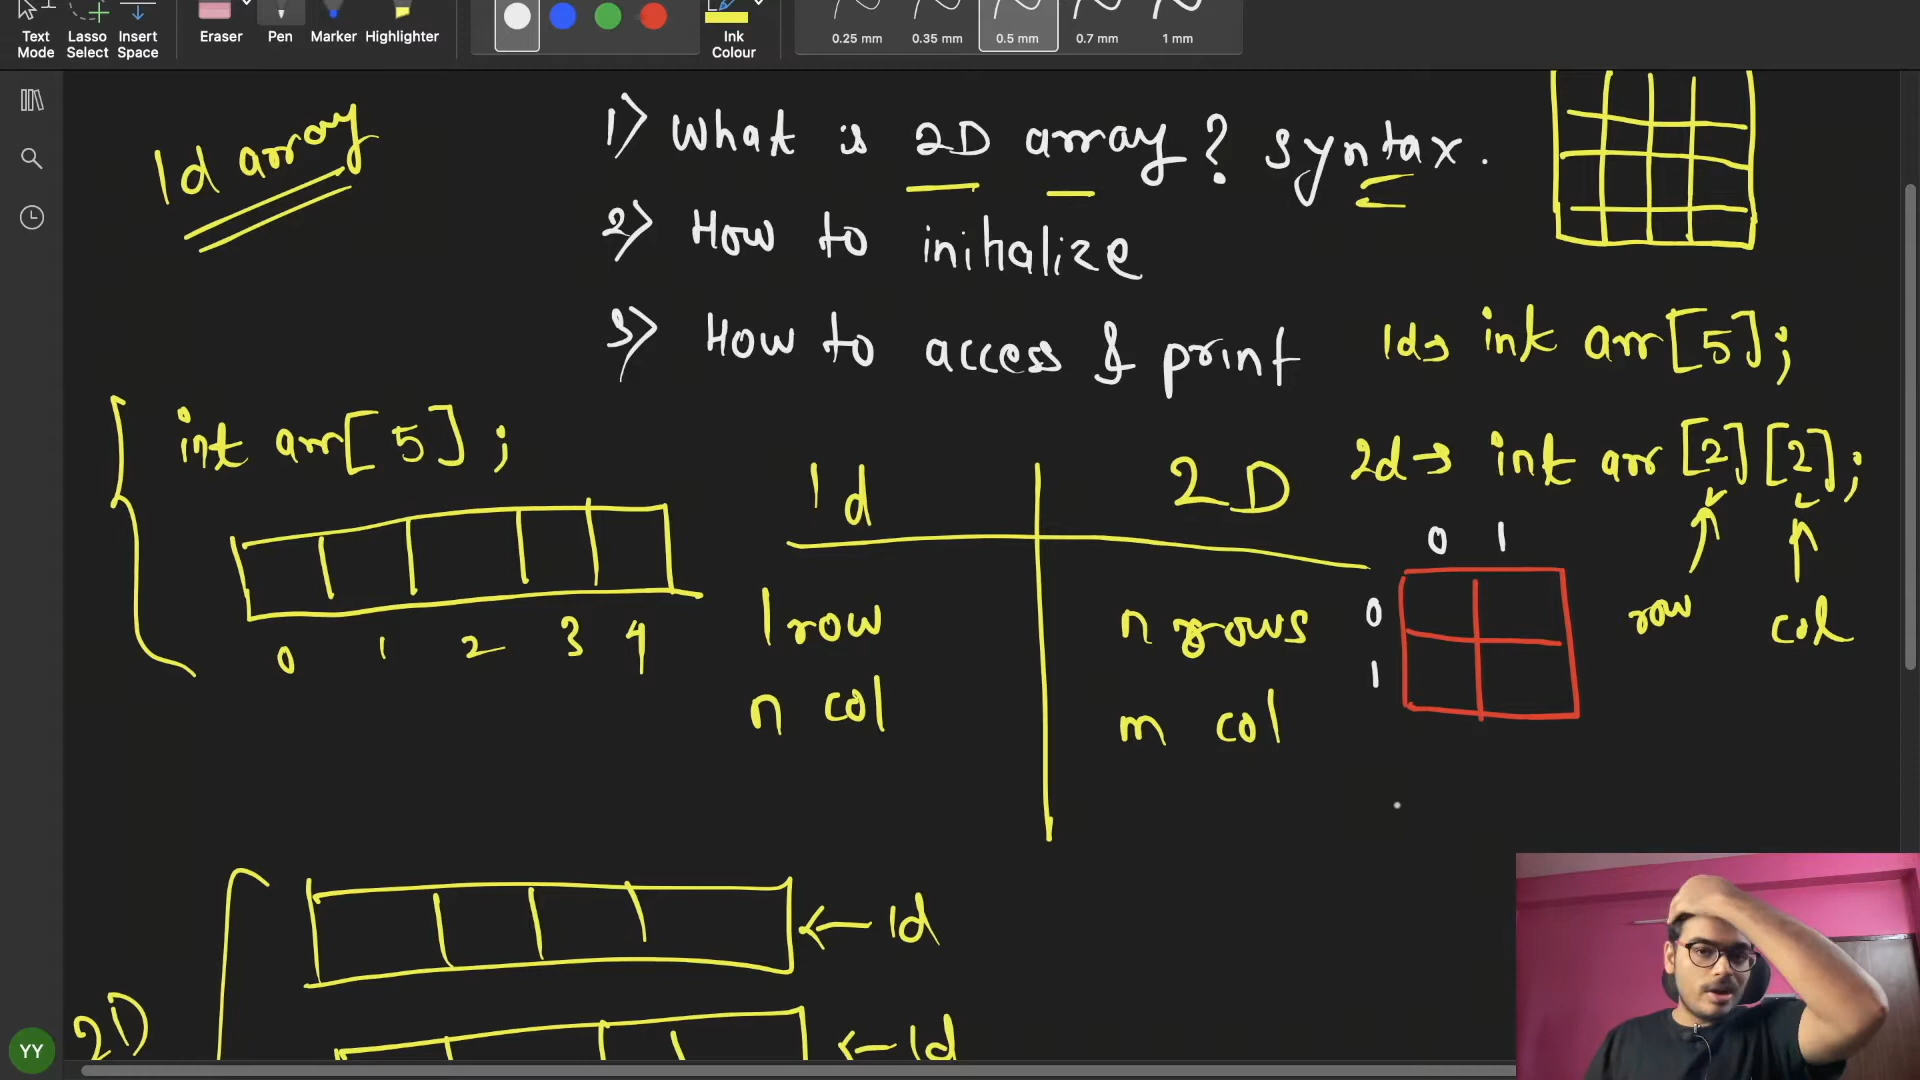 Text Mode
Lasso Select
Insert Space
Eraser
Pen
Marker
Highlighter
Ink Colour
0.25 mm
0.35 mm
0.5 mm
0.7 mm
1 mm
1d array
1) What is 2D array? Syntax.
2) How to initialize
3) How to access & print
1d→ int arr[5];
int arr[5];
2d→ int arr[2][2];
row
col
0 1
0
1
0 1 2 3 4
1d
2D
1 row
n rows
n col
m col
←1d
2D
←1d
YY